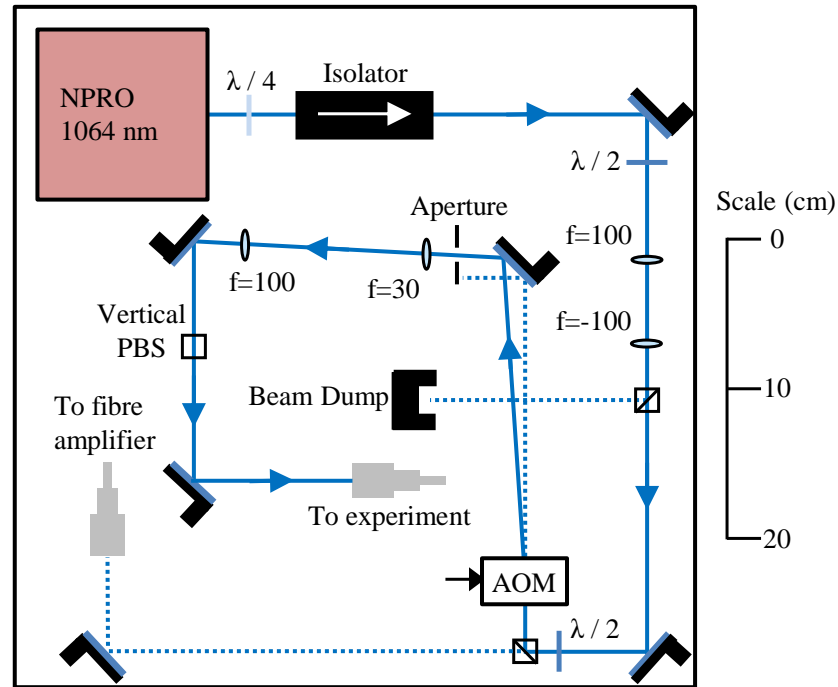 NPRO
1064 nm
λ / 4
Isolator
λ / 2
Scale (cm)
0
10
20
Aperture
f=100
f=-100
f=100
f=30
Vertical
PBS
Beam Dump
To fibre
amplifier
To experiment
AOM
λ / 2